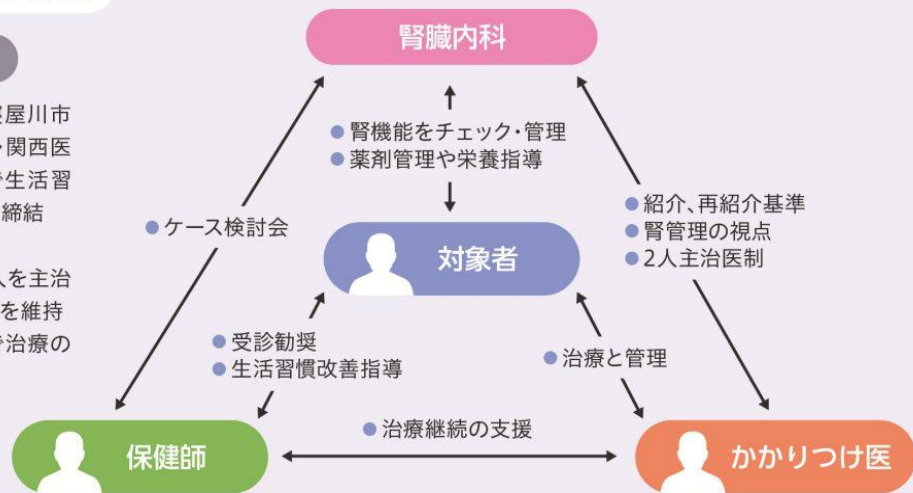 腎臓内科
屋川市
・関西医
生活習
締結
人を主治
を維持
治療の
●腎機能をチェック・管理
●薬剤管理や栄養指導
●ケース検討会
●紹介、再紹介基準
●腎管理の視点
●2人主治医制
対象者
●受診勧奨
●生活習慣改善指導
●治療と管理
●治療継続の支援
保健師
かかりつけ医